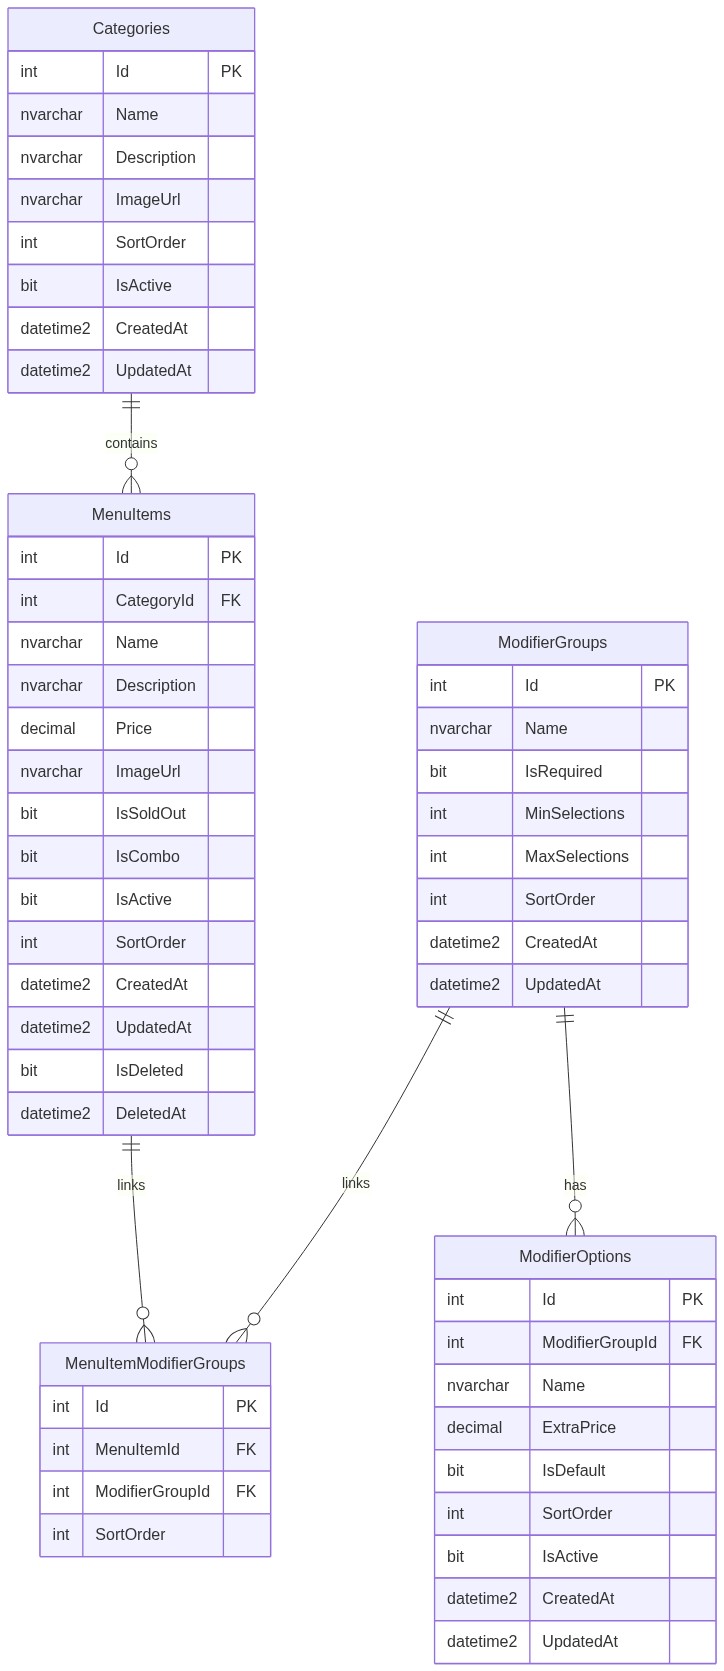 Categories
int Id PK
nvarchar Name
nvarchar Description
nvarchar ImageUrl
int SortOrder
bit IsActive
datetime2 CreatedAt
datetime2 UpdatedAt
contains
MenuItems
int Id PK
int CategoryId FK
nvarchar Name
nvarchar Description
decimal Price
nvarchar ImageUrl
bit IsSoldOut
bit IsCombo
bit IsActive
int SortOrder
datetime2 CreatedAt
datetime2 UpdatedAt
bit IsDeleted
datetime2 DeletedAt
ModifierGroups
int Id PK
nvarchar Name
bit IsRequired
int MinSelections
int MaxSelections
int SortOrder
datetime2 CreatedAt
datetime2 UpdatedAt
links
links
has
MenuItemModifierGroups
int Id PK
int MenuItemId FK
int ModifierGroupId FK
int SortOrder
ModifierOptions
int Id PK
int ModifierGroupId FK
nvarchar Name
decimal ExtraPrice
bit IsDefault
int SortOrder
bit IsActive
datetime2 CreatedAt
datetime2 UpdatedAt